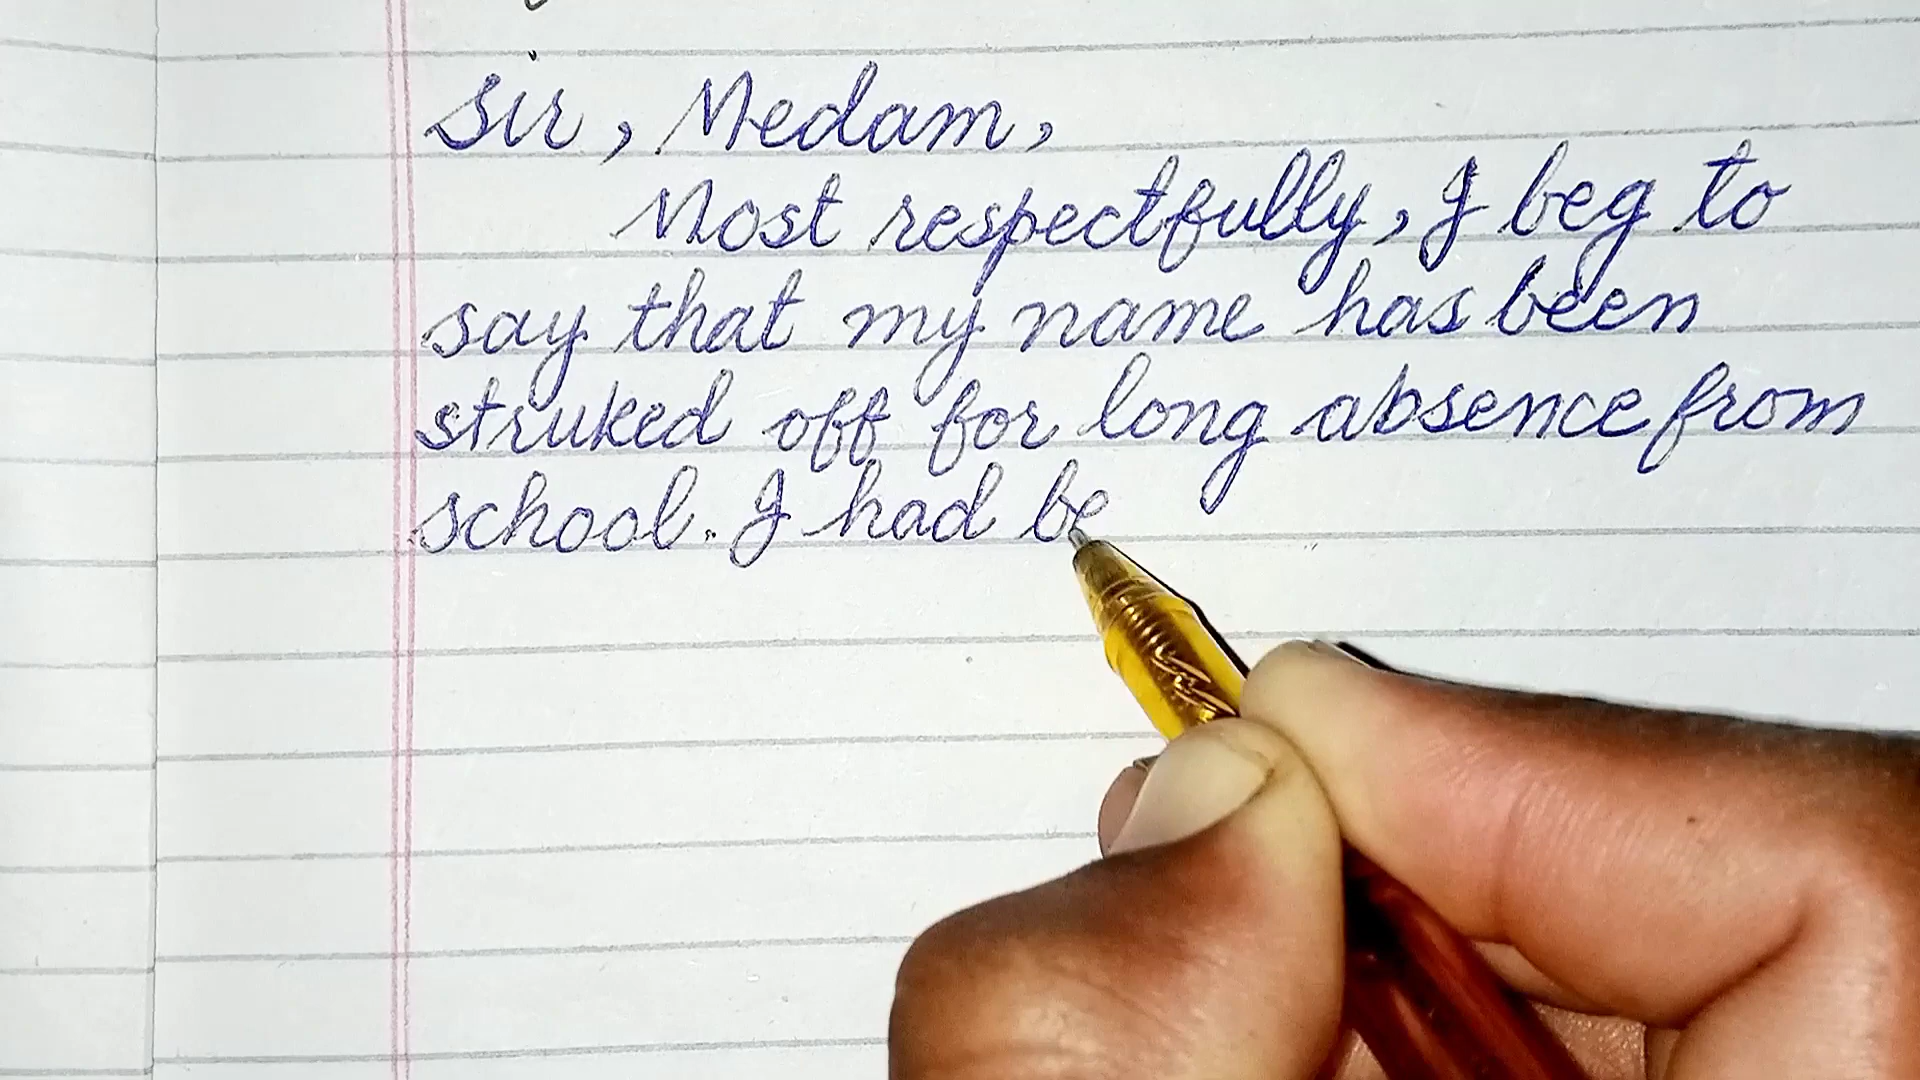 Sir, Medam,
Most respectfully, I beg to
say that my name has been
struked off for long absence from
school. I had be